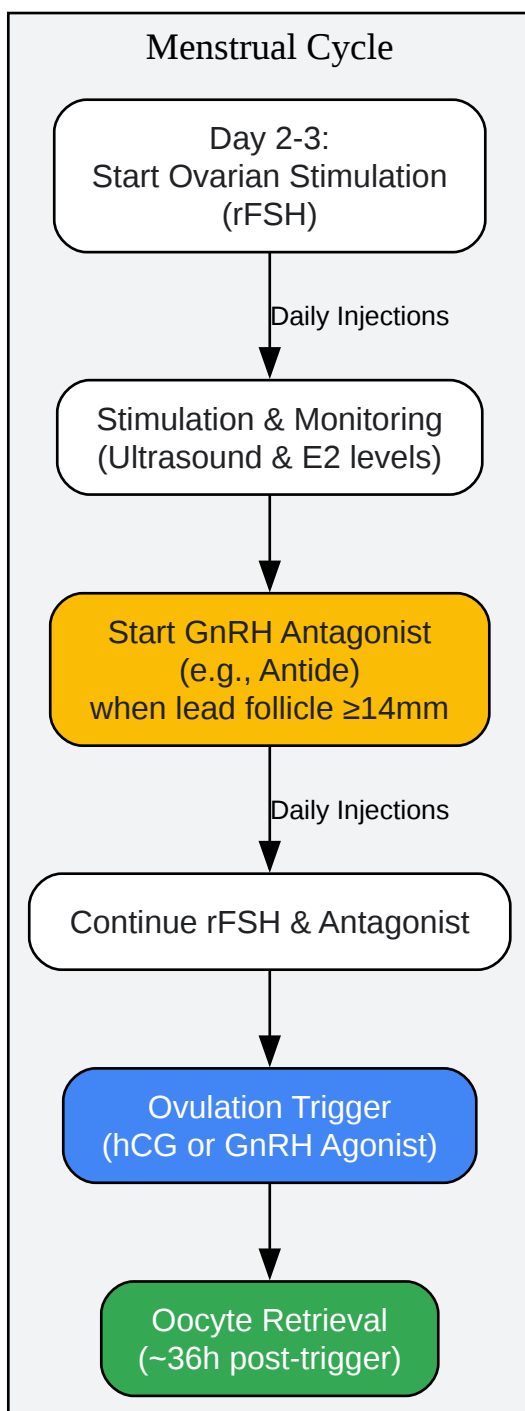 Menstrual Cycle
Day 2-3:
Start Ovarian Stimulation
(rFSH)
Daily Injections
Stimulation & Monitoring
(Ultrasound & E2 levels)
Start GnRH Antagonist
(e.g., Antide)
when lead follicle ≥14mm
Daily Injections
Continue rFSH & Antagonist
Ovulation Trigger
(hCG or GnRH Agonist)
Oocyte Retrieval
(~36h post-trigger)